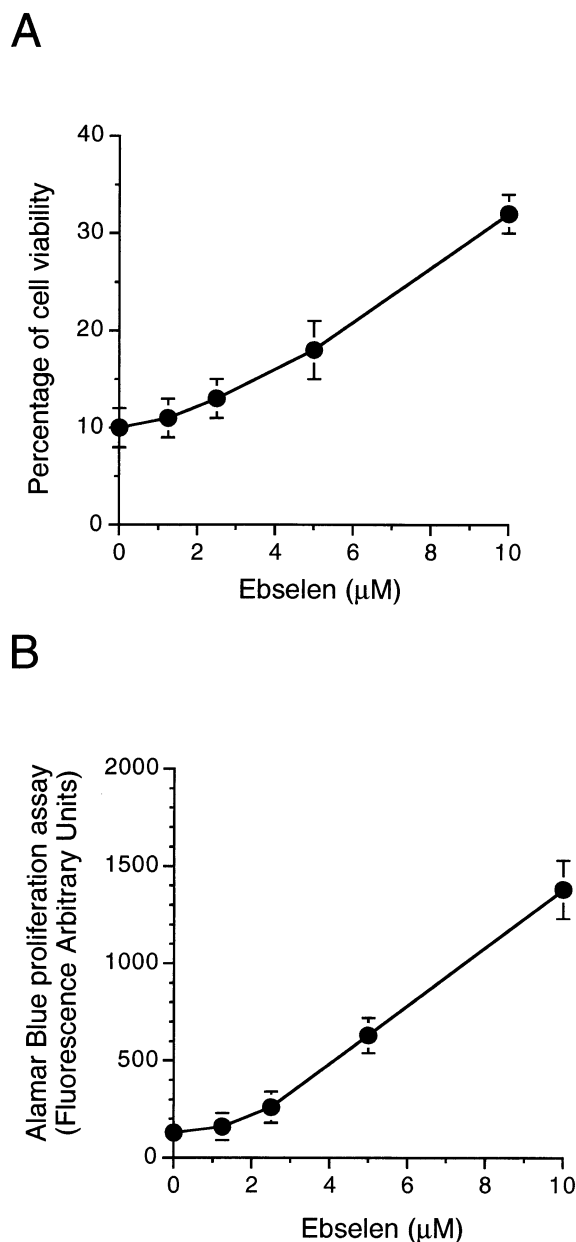 A
40
30
20
10
0
Percentage of cell viability
0 2 4 6 8 10
Ebselen (μM)
B
2000
1500
1000
500
0
Alamar Blue proliferation assay
(Fluorescence Arbitrary Units)
0 2 4 6 8 10
Ebselen (μM)